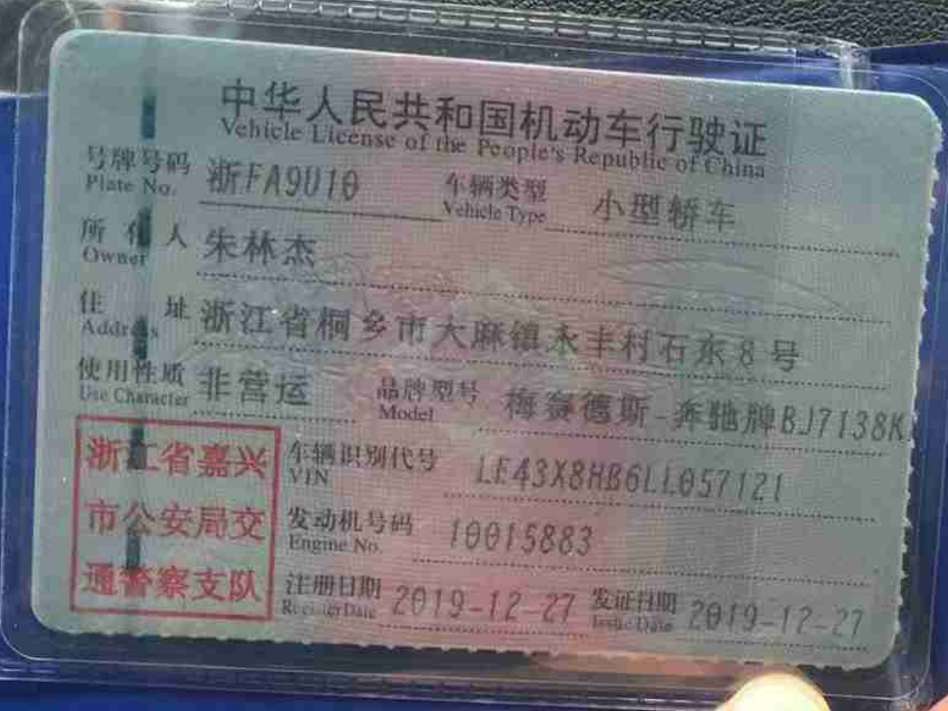 中华人民共和国机动车行驶证
Vehicle License of the People's Republic of China
号牌号码 浙FA9U10 车辆类型 小型轿车
Plate No. Vehicle Type
所有人 朱林杰
Owner
住址 浙江省桐乡市大麻镇永丰村石东8号
Address
使用性质 非营运 品牌型号 梅赛德斯-奔驰牌BJ7138K
Use Character Model
浙江省嘉兴 车辆识别代号 LE43X8HB6LL057121
VIN
市公安局交 发动机号码 10015883
Engine No.
通警察支队 注册日期 2019-12-27 发证日期 2019-12-27
Register Date Issue Date